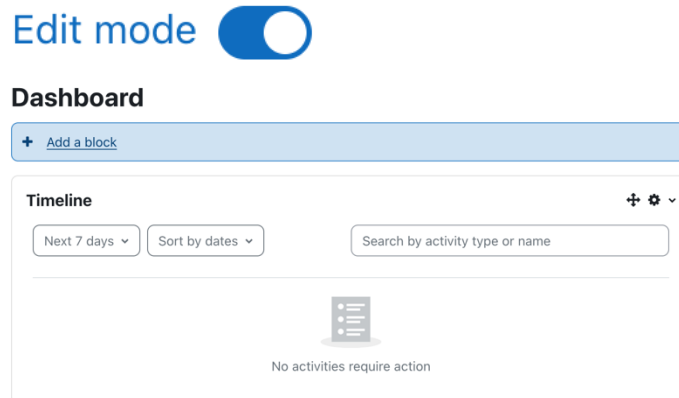 Edit mode
Dashboard
Add a block
Timeline
Next 7 days Sort by dates Search by activity type or name
No activities require action